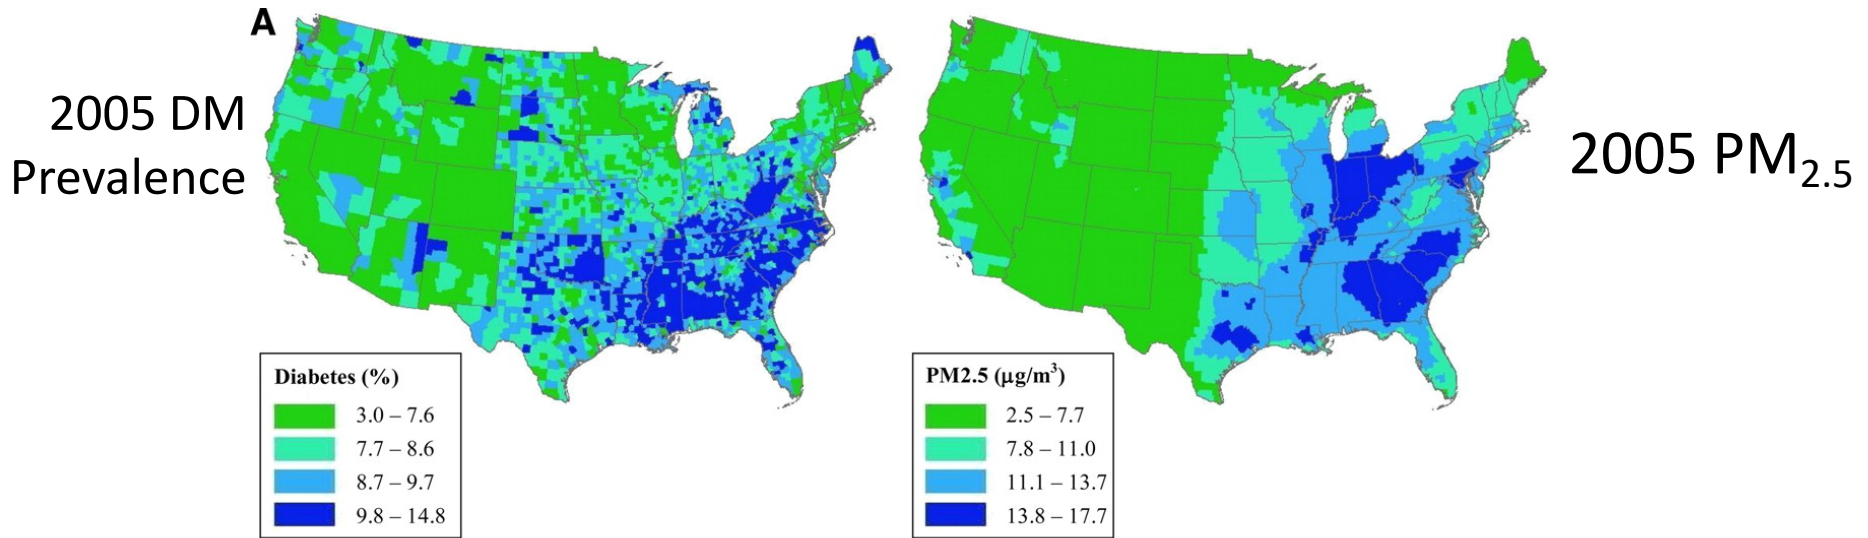 A
2005 DM
Prevalence
Diabetes (%)
3.0 – 7.6
7.7 – 8.6
8.7 – 9.7
9.8 – 14.8
PM2.5 (µg/m³)
2.5 – 7.7
7.8 – 11.0
11.1 – 13.7
13.8 – 17.7
2005 PM₂.₅